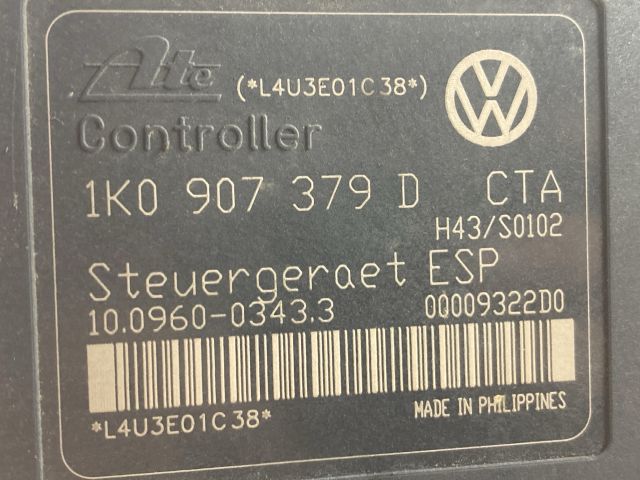 Ate (*L4U3E01C38*) VW
Controller
1K0 907 379 D CTA
H43/S0102
Steuergeraet ESP
10.0960-0343.3 00009322D0
*L4U3E01C38* MADE IN PHILIPPINES